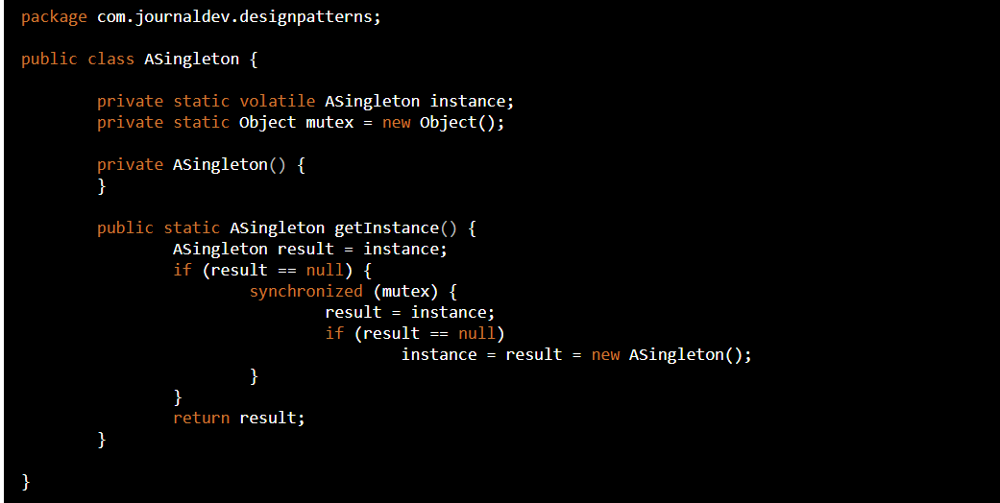 package com.journaldev.designpatterns;
public class ASingleton {
private static volatile ASingleton instance;
private static Object mutex = new Object();
private ASingleton() {
}
public static ASingleton getInstance() {
ASingleton result = instance;
if (result == null) {
synchronized (mutex) {
result = instance;
if (result == null)
instance = result = new ASingleton();
}
}
return result;
}
}